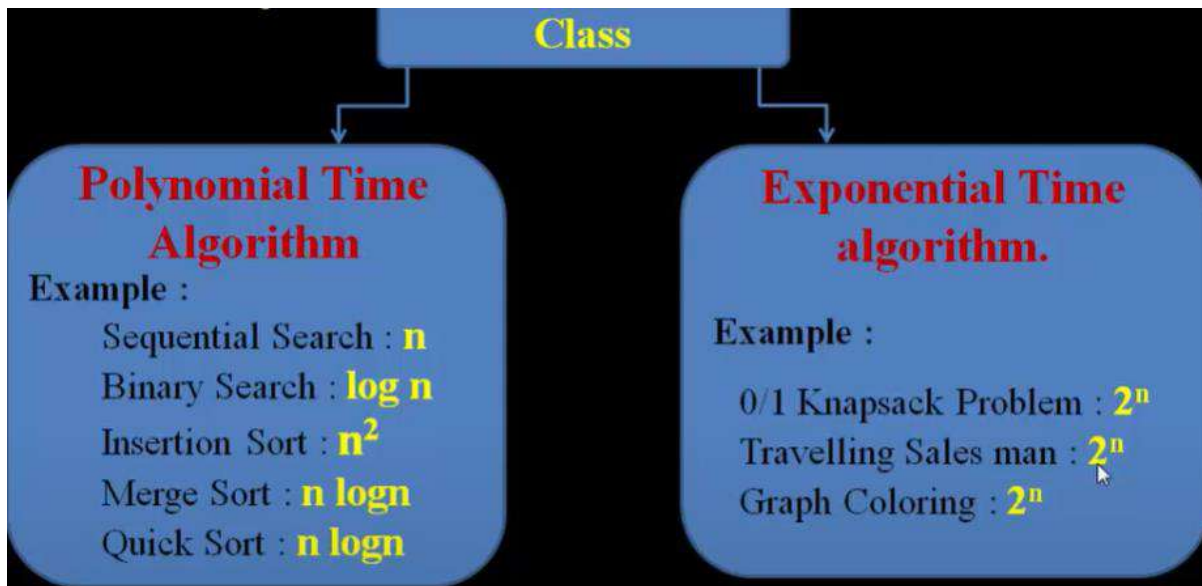 Class
Polynomial Time
Algorithm
Example :
Sequential Search : n
Binary Search : log n
Insertion Sort : n²
Merge Sort : n logn
Quick Sort : n logn
Exponential Time
algorithm.
Example :
0/1 Knapsack Problem : 2ⁿ
Travelling Sales man : 2ⁿ
Graph Coloring : 2ⁿ